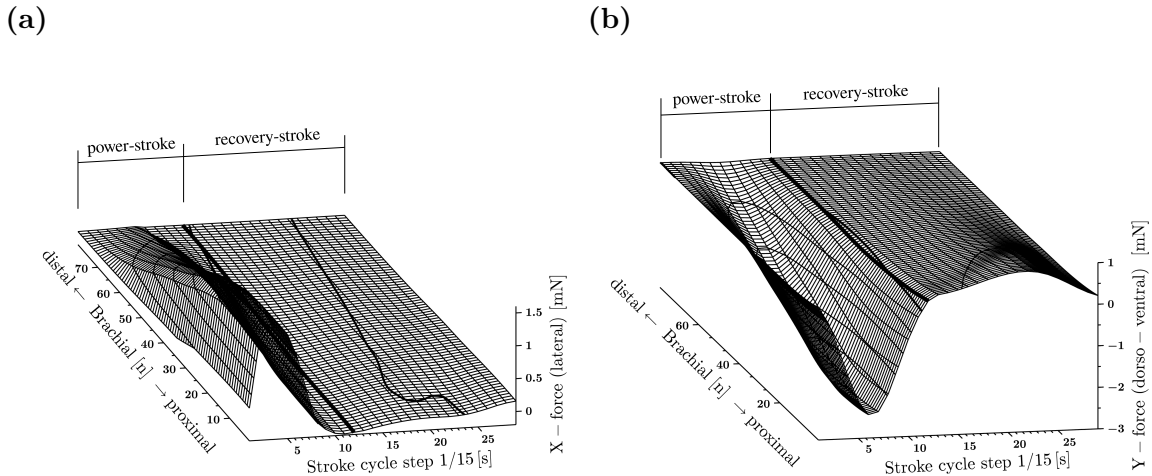 (a)
power-stroke
recovery-stroke
distal ← Brachial [n] → proximal
70
60
50
40
30
20
10
5
10
15
20
25
Stroke cycle step 1/15 [s]
1.5
1
0.5
0
X – force (lateral) [mN]
(b)
power-stroke
recovery-stroke
distal ← Brachial [n] → proximal
60
40
20
5
10
15
20
25
Stroke cycle step 1/15 [s]
1
0
−1
−2
−3
Y – force (dorso – ventral) [mN]